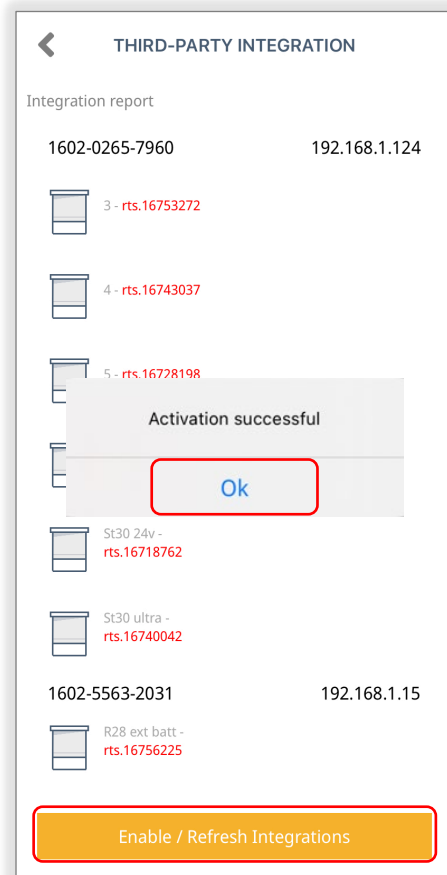 THIRD-PARTY INTEGRATION
Integration report
1602-0265-7960 192.168.1.124
3 - rts.16753272
4 - rts.16743037
5 - rts.16728198
Activation successful
Ok
St30 24v -
rts.16718762
St30 ultra -
rts.16740042
1602-5563-2031 192.168.1.15
R28 ext batt -
rts.16756225
Enable / Refresh Integrations